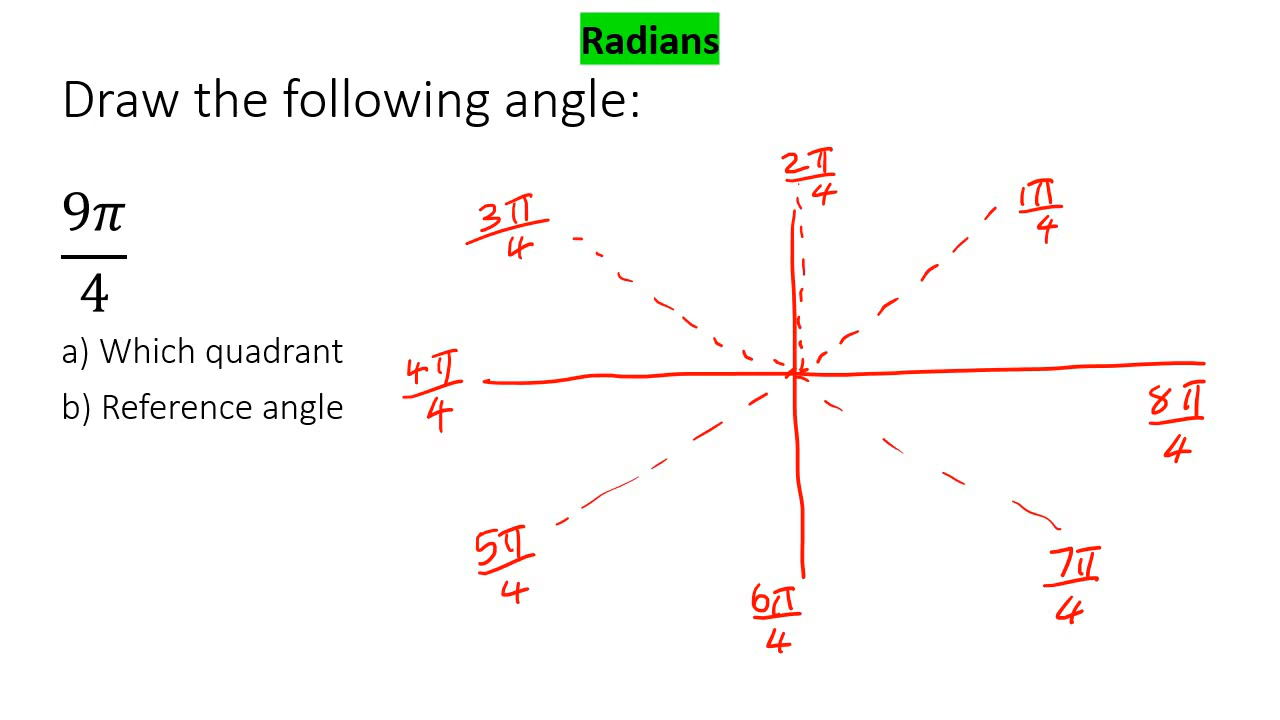 Radians
Draw the following angle:
9π
4
a) Which quadrant
b) Reference angle
2π
4
1π
4
3π
4
4π
4
8π
4
5π
4
6π
4
7π
4